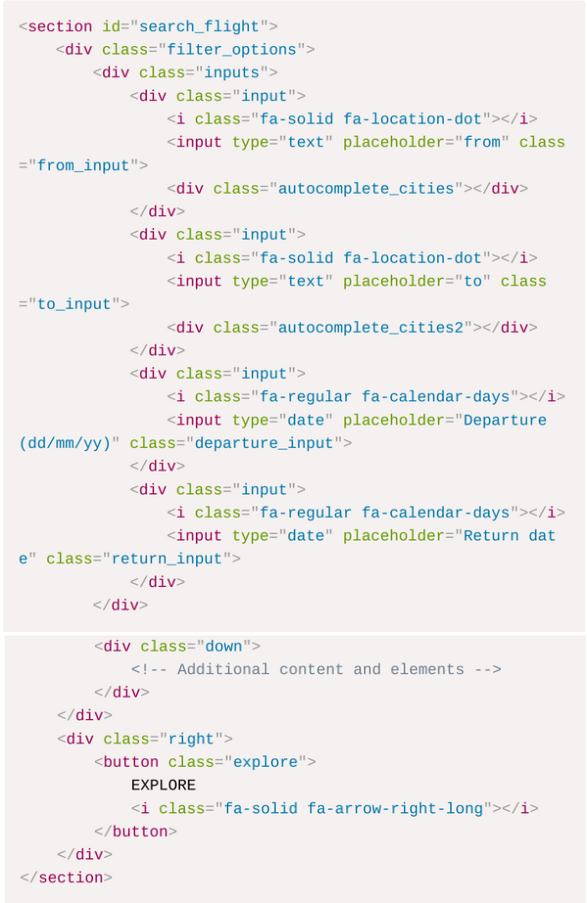 <section id="search_flight">
    <div class="filter_options">
        <div class="inputs">
            <div class="input">
                <i class="fa-solid fa-location-dot"></i>
                <input type="text" placeholder="from" class
="from_input">
                <div class="autocomplete_cities"></div>
            </div>
            <div class="input">
                <i class="fa-solid fa-location-dot"></i>
                <input type="text" placeholder="to" class
="to_input">
                <div class="autocomplete_cities2"></div>
            </div>
            <div class="input">
                <i class="fa-regular fa-calendar-days"></i>
                <input type="date" placeholder="Departure
(dd/mm/yy)" class="departure_input">
            </div>
            <div class="input">
                <i class="fa-regular fa-calendar-days"></i>
                <input type="date" placeholder="Return dat
e" class="return_input">
            </div>
        </div>
        <div class="down">
            <!-- Additional content and elements -->
        </div>
    </div>
    <div class="right">
        <button class="explore">
            EXPLORE
            <i class="fa-solid fa-arrow-right-long"></i>
        </button>
    </div>
</section>